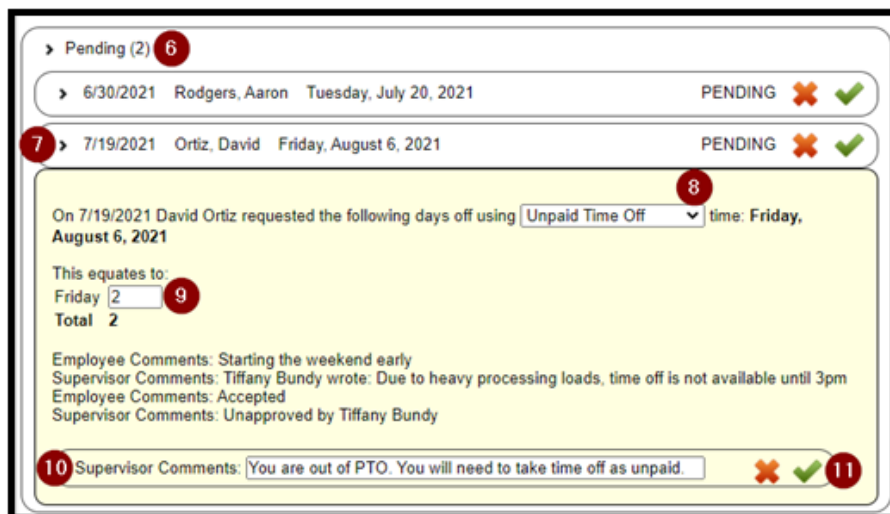 Pending (2) 6
6/30/2021 Rodgers, Aaron Tuesday, July 20, 2021 PENDING
7 7/19/2021 Ortiz, David Friday, August 6, 2021 PENDING
8
On 7/19/2021 David Ortiz requested the following days off using Unpaid Time Off time: Friday,
August 6, 2021
This equates to:
Friday 2 9
Total 2
Employee Comments: Starting the weekend early
Supervisor Comments: Tiffany Bundy wrote: Due to heavy processing loads, time off is not available until 3pm
Employee Comments: Accepted
Supervisor Comments: Unapproved by Tiffany Bundy
10 Supervisor Comments: You are out of PTO. You will need to take time off as unpaid. 11